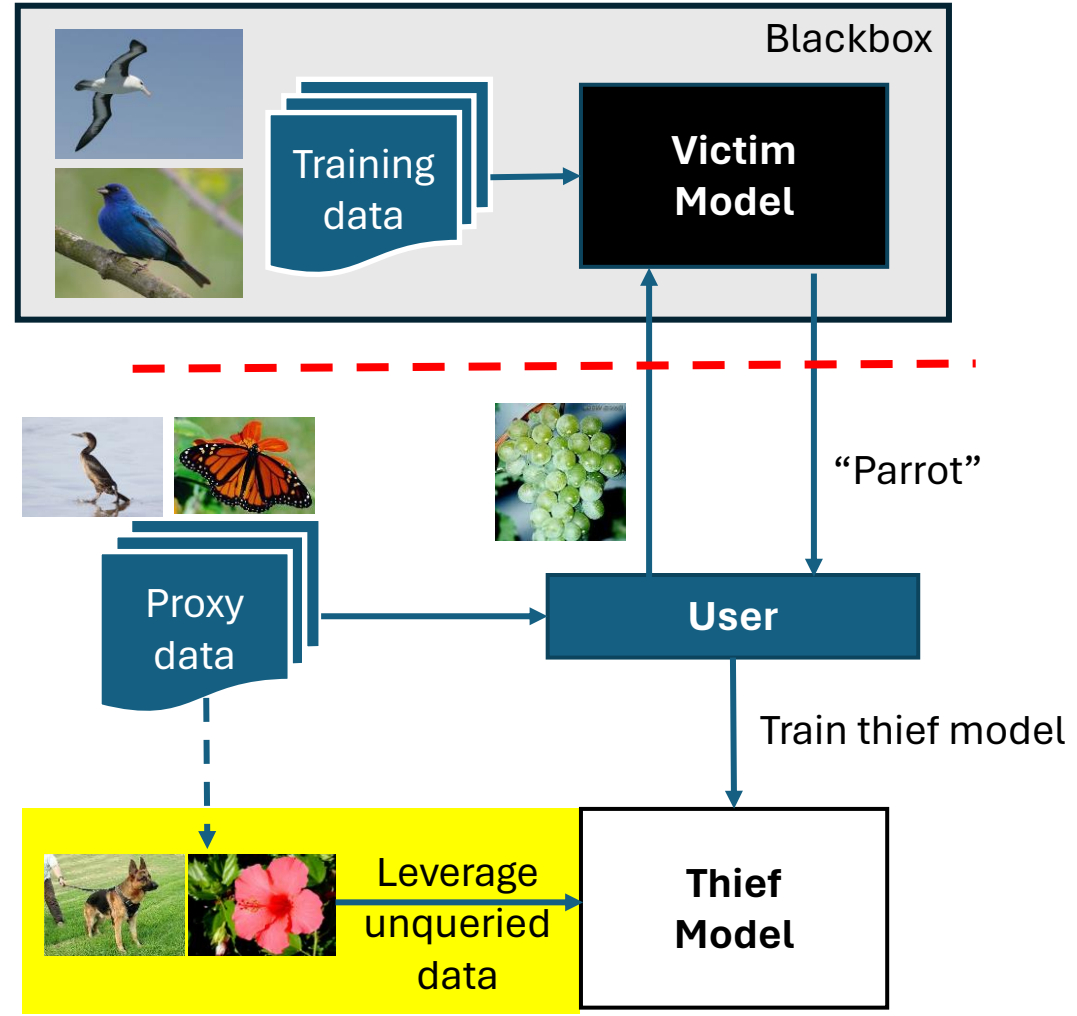 Blackbox
Training
data
Victim
Model
“Parrot”
Proxy
data
User
Train thief model
Leverage
unqueried
data
Thief
Model